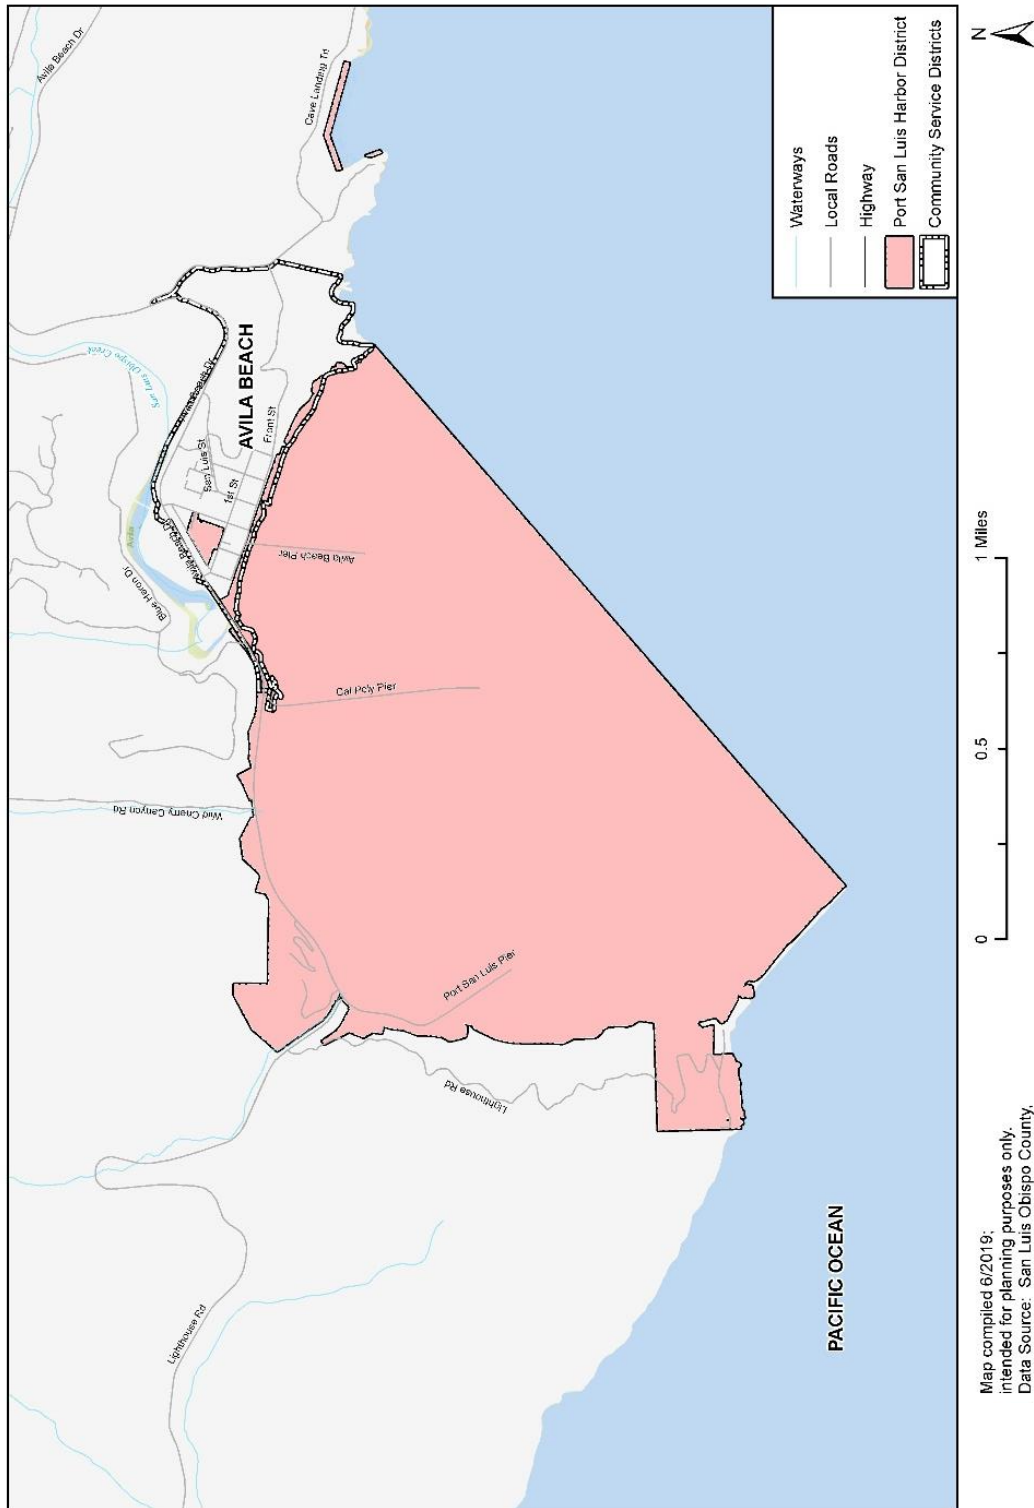 Avila Beach Dr
Cave Landing Rd
San Luis Obispo Creek
AVILA BEACH
San Luis St
1st St
Front St
Avila Beach Dr
Blue Heron Dr
Avila Beach Pier
Cal Poly Pier
Wild Cherry Canyon Rd
Port San Luis Pier
Lighthouse Rd
Lighthouse Rd
PACIFIC OCEAN
Waterways
Local Roads
Highway
Port San Luis Harbor District
Community Service Districts
N
0
0.5
1 Miles
Map compiled 6/2019;
intended for planning purposes only.
Data Source: San Luis Obispo County,